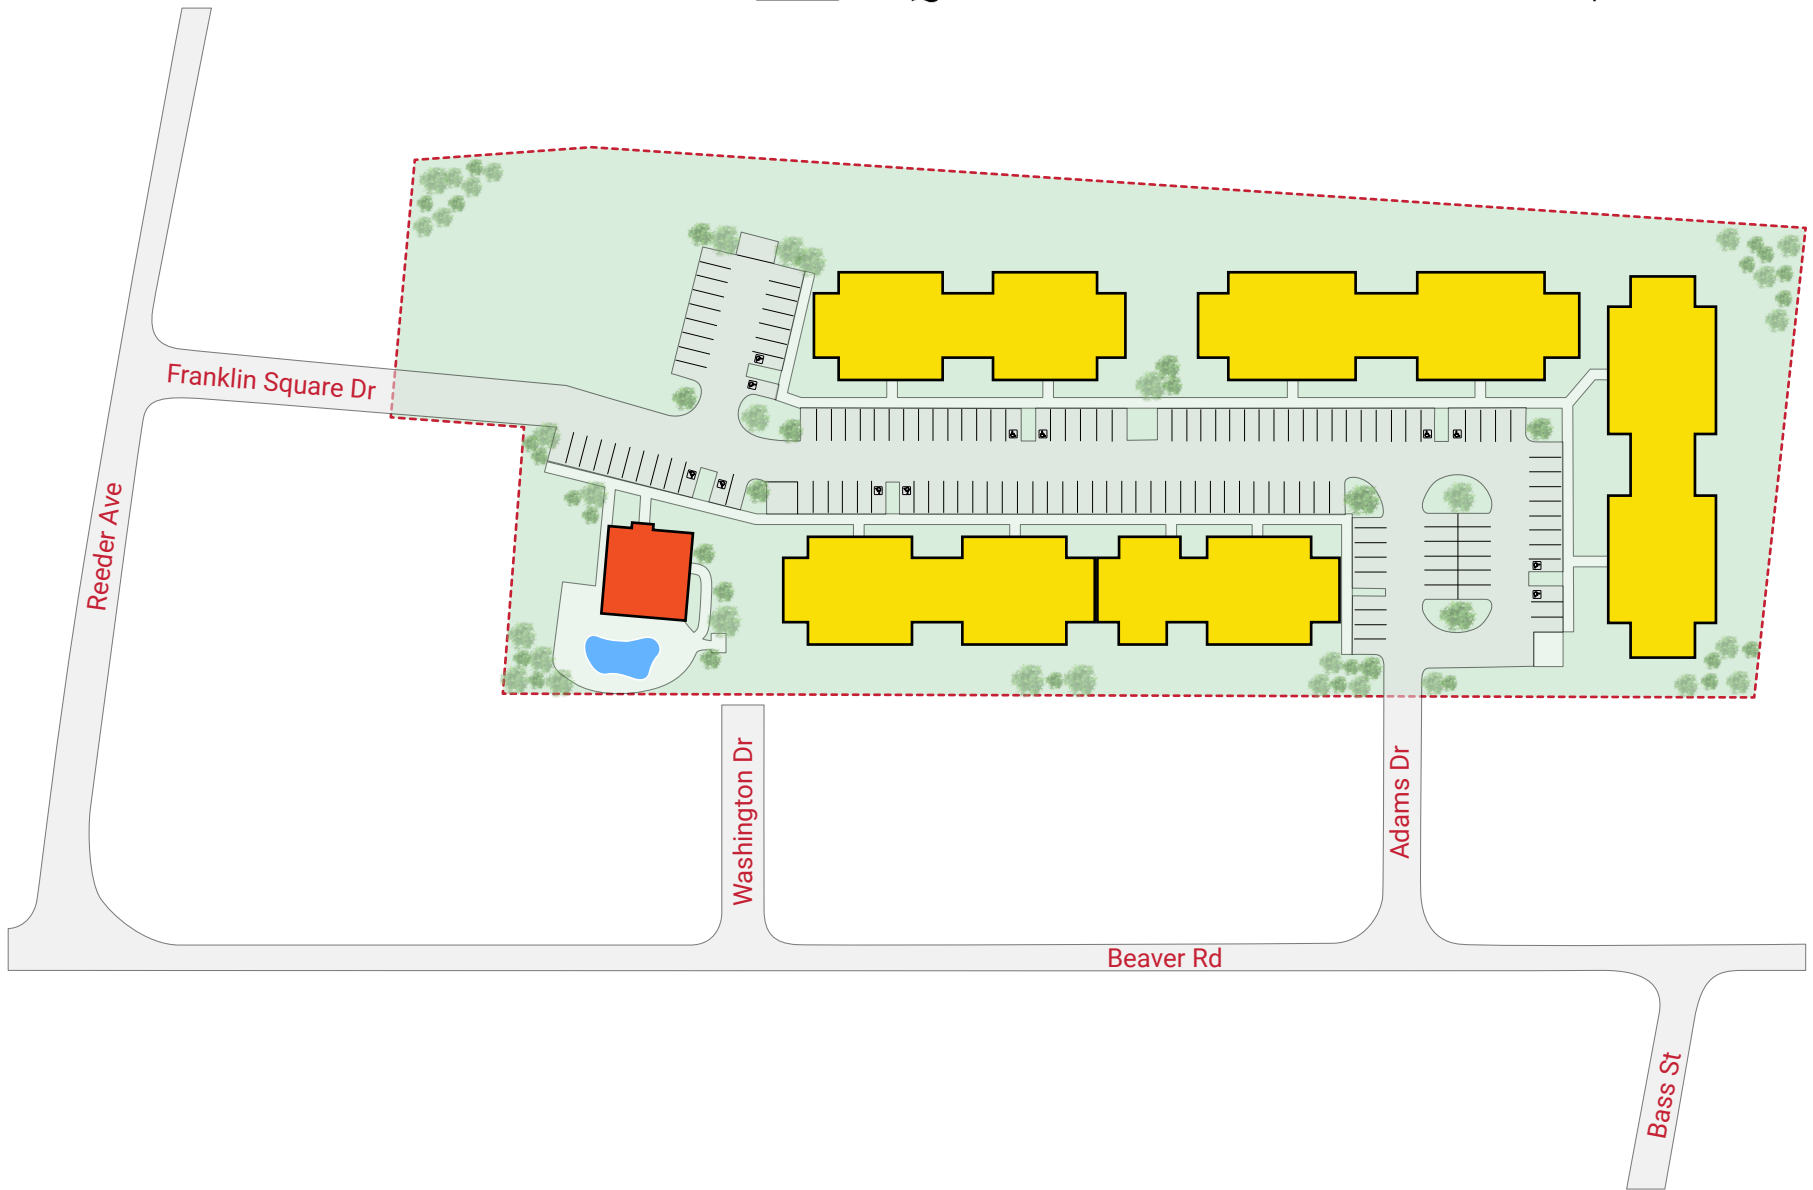 Franklin Square Dr
Reeder Ave
Washington Dr
Adams Dr
Beaver Rd
Bass St